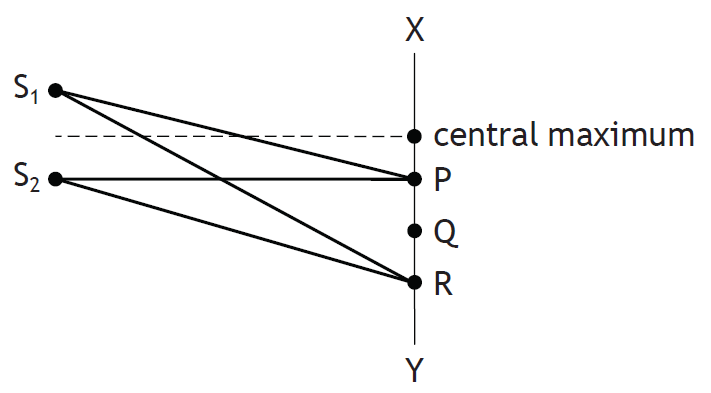 X
S₁
central maximum
S₂
P
Q
R
Y